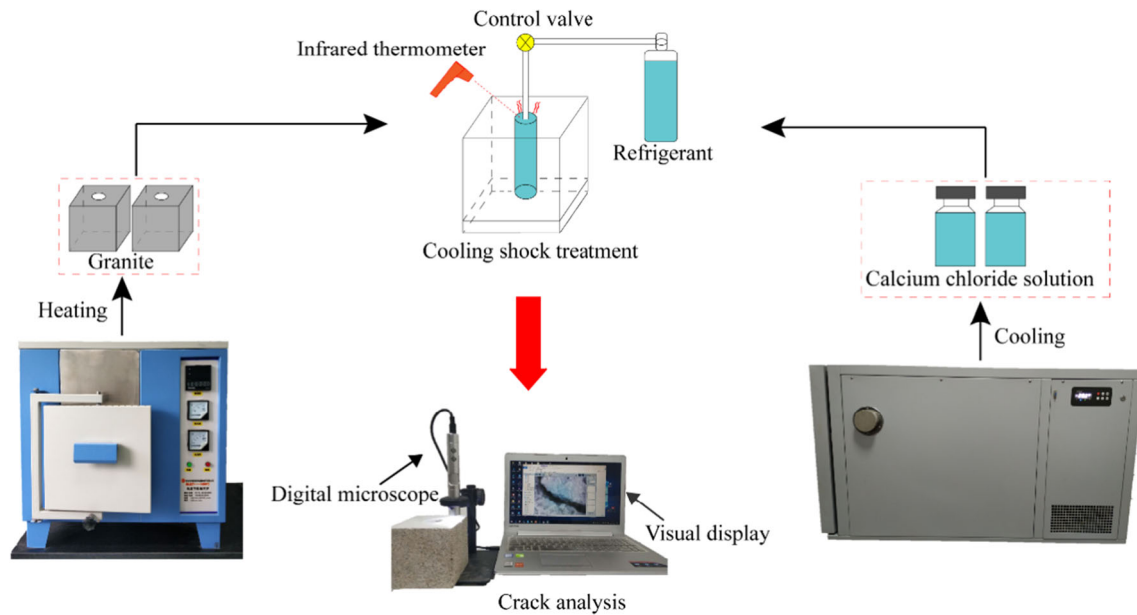 Control valve
Infrared thermometer
Refrigerant
Cooling shock treatment
Granite
Heating
Calcium chloride solution
Cooling
Digital microscope
Visual display
Crack analysis